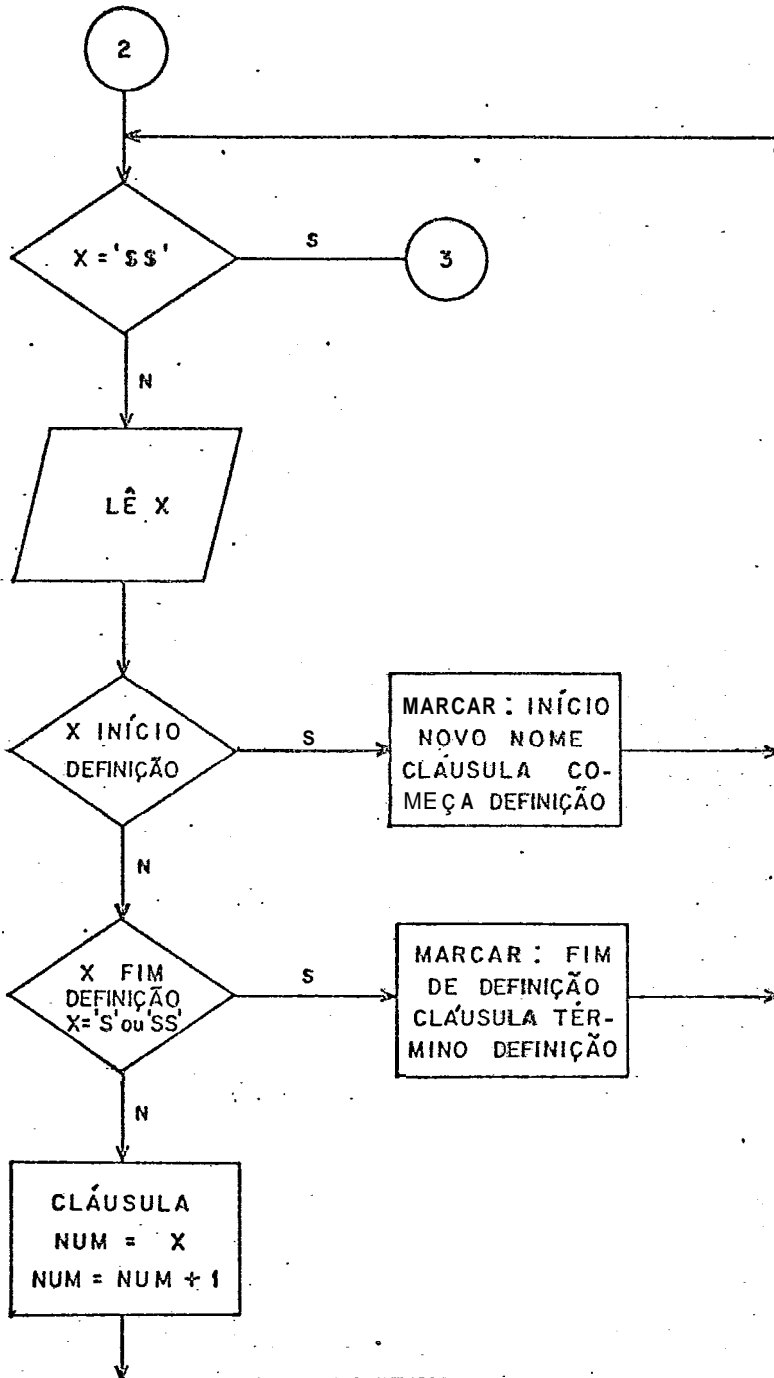 2
X = '$$'
S
3
N
LÊ X
X INÍCIO
DEFINIÇÃO
S
MARCAR : INÍCIO
NOVO NOME
CLÁUSULA CO-
MEÇA DEFINIÇÃO
N
X FIM
DEFINIÇÃO
X='S' ou 'SS'
S
MARCAR : FIM
DE DEFINIÇÃO
CLÁUSULA TÉR-
MINO DEFINIÇÃO
N
CLÁUSULA
NUM = X
NUM = NUM + 1